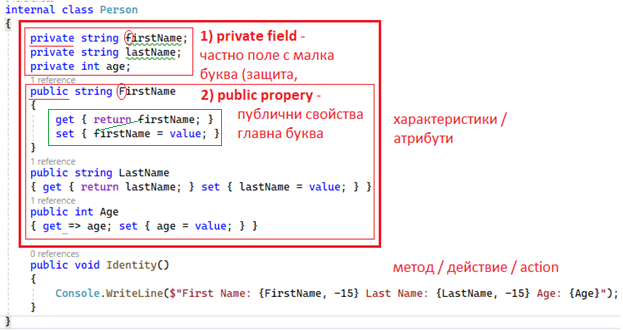 internal class Person
{
private string firstName;
private string lastName;
private int age;
1 reference
public string FirstName
{
get { return firstName; }
set { firstName = value; }
}
1 reference
public string LastName
{ get { return lastName; } set { lastName = value; } }
1 reference
public int Age
{ get => age; set { age = value; } }
0 references
public void Identity()
{
Console.WriteLine($"First Name: {FirstName, -15} Last Name: {LastName, -15} Age: {Age}");
}
}
1) private field -
частно поле с малка
буква (защита,
2) public propery -
публични свойства
главна буква
характеристики /
атрибути
метод / действие / action